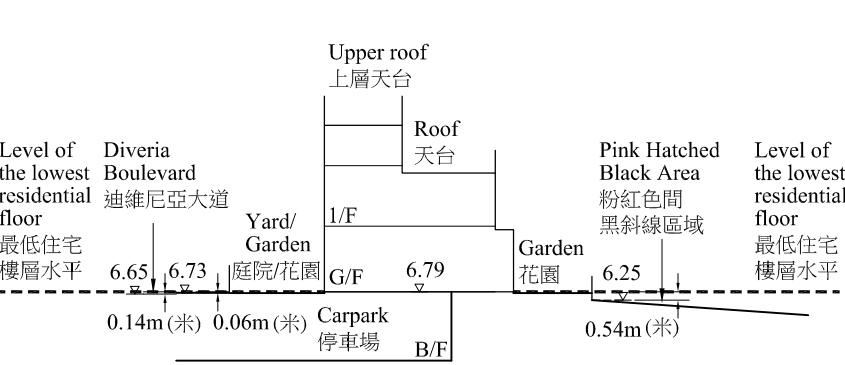 Upper roof
上層天台
Roof
天台
Level of
the lowest
residential
floor
最低住宅
樓層水平
Diveria
Boulevard
迪維尼亞大道
Yard/
Garden
庭院/花園
1/F
G/F
Garden
花園
Pink Hatched
Black Area
粉紅色間
黑斜線區域
Level of
the lowest
residential
floor
最低住宅
樓層水平
6.65
6.73
6.79
6.25
0.14m (米)
0.06m (米)
Carpark
停車場
B/F
0.54m (米)